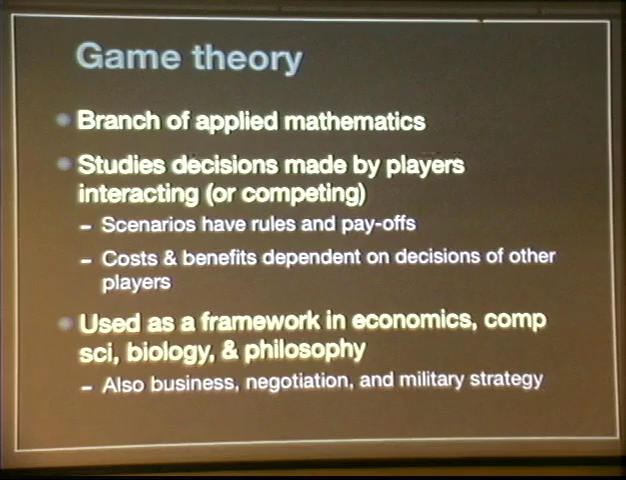 Game theory
Branch of applied mathematics
Studies decisions made by players
interacting (or competing)
– Scenarios have rules and pay-offs
– Costs & benefits dependent on decisions of other
players
Used as a framework in economics, comp
sci, biology, & philosophy
– Also business, negotiation, and military strategy